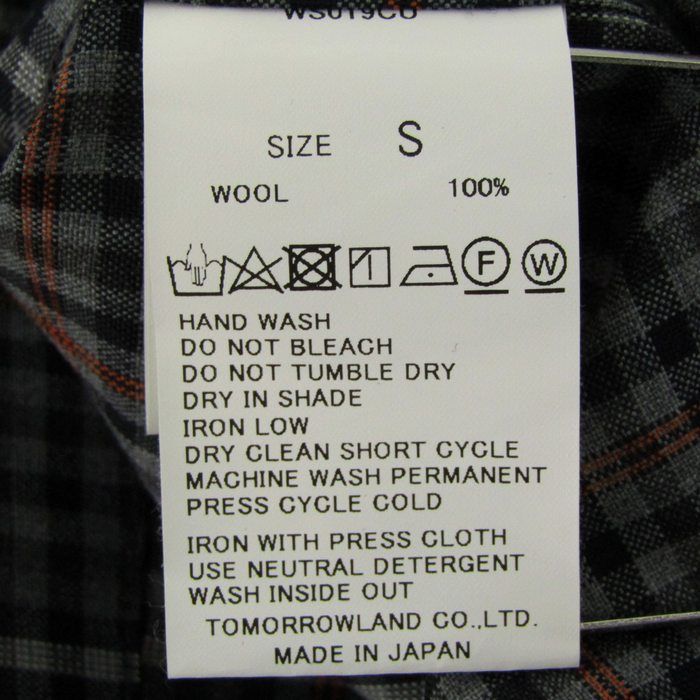 WS019CU
SIZE S
WOOL 100%
F W
HAND WASH
DO NOT BLEACH
DO NOT TUMBLE DRY
DRY IN SHADE
IRON LOW
DRY CLEAN SHORT CYCLE
MACHINE WASH PERMANENT
PRESS CYCLE COLD
IRON WITH PRESS CLOTH
USE NEUTRAL DETERGENT
WASH INSIDE OUT
TOMORROWLAND CO.,LTD.
MADE IN JAPAN